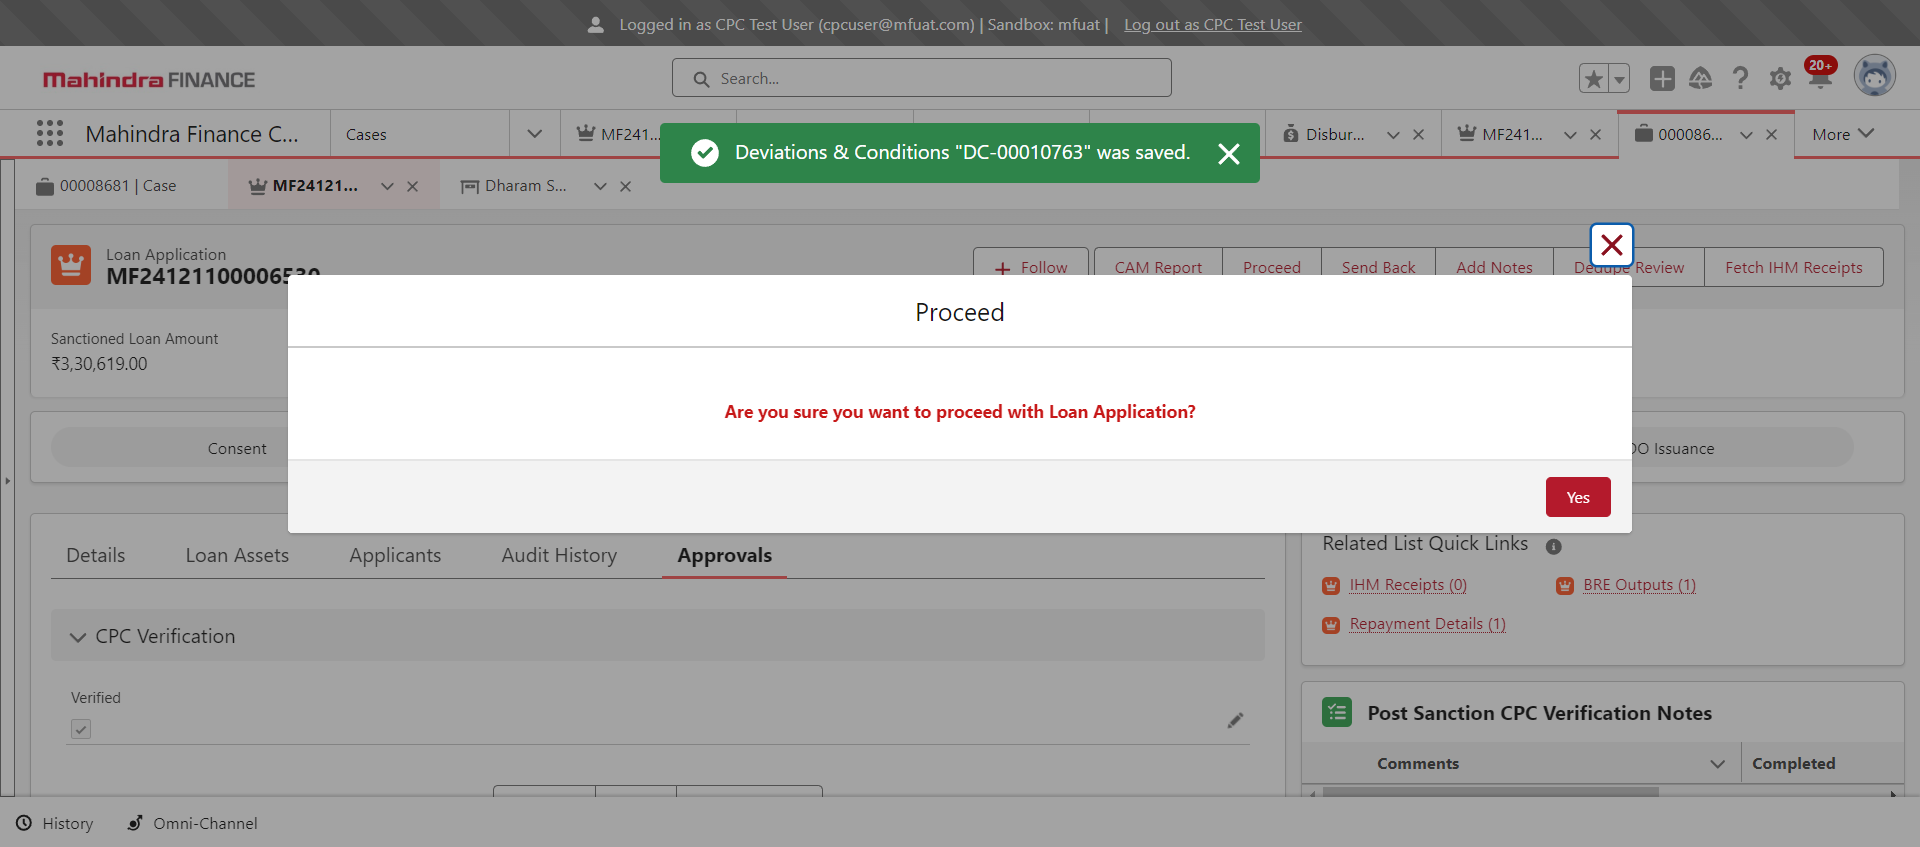 Logged in as CPC Test User (cpcuser@mfuat.com) | Sandbox: mfuat | Log out as CPC Test User
Mahindra FINANCE
Search...
20+
Mahindra Finance C...
Cases
MF241...
Disbur...
MF241...
000086...
More
Deviations & Conditions "DC-00010763" was saved.
00008681 | Case
MF24121...
Dharam S...
Loan Application
MF24121100006530
Follow
CAM Report
Proceed
Send Back
Add Notes
Dedupe Review
Fetch IHM Receipts
Proceed
Sanctioned Loan Amount
₹3,30,619.00
Are you sure you want to proceed with Loan Application?
Consent
DO Issuance
Yes
Details
Loan Assets
Applicants
Audit History
Approvals
Related List Quick Links
IHM Receipts (0)
BRE Outputs (1)
Repayment Details (1)
CPC Verification
Verified
Post Sanction CPC Verification Notes
Comments
Completed
History
Omni-Channel